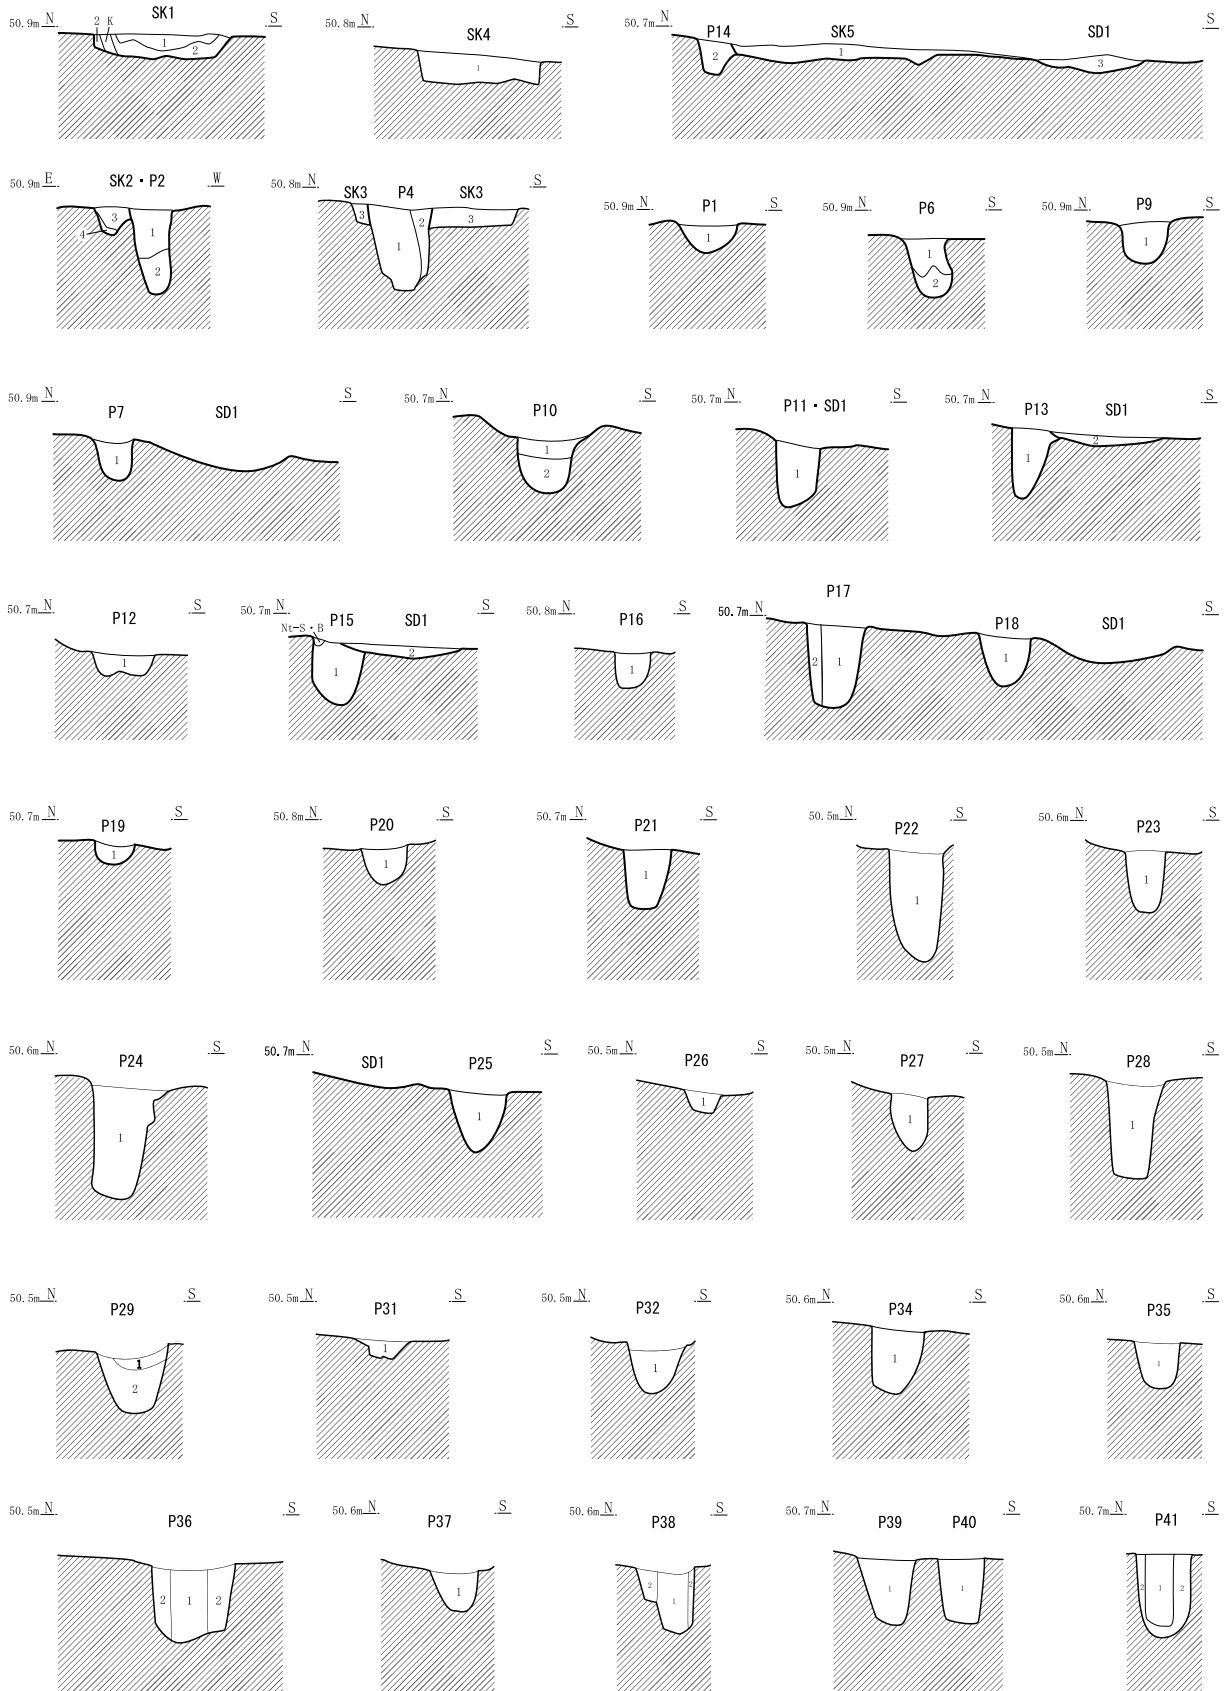 SK1
50.9m N S
2 K 1 2
SK4
50.8m N S
1
P14 SK5 SD1
50.7m N S
2 1 3
SK2・P2
50.9m E W
3 4 1 2
SK3 P4 SK3
50.8m N S
3 1 2 3
P1
50.9m N S
1
P6
50.9m N S
1
2
P9
50.9m N S
1
P7 SD1
50.9m N S
1
P10
50.7m N S
1
2
P11・SD1
50.7m N S
1
P13 SD1
50.7m N S
1 2
P12
50.7m N S
1
P15 SD1
50.7m N S
Nt-S・B
1 2
P16
50.8m N S
1
P17 P18 SD1
50.7m N S
2 1 1
P19
50.7m N S
1
P20
50.8m N S
1
P21
50.7m N S
1
P22
50.5m N S
1
P23
50.6m N S
1
P24
50.6m N S
1
SD1 P25
50.7m N S
1
P26
50.5m N S
1
P27
50.5m N S
1
P28
50.5m N S
1
P29
50.5m N S
1
2
P31
50.5m N S
1
P32
50.5m N S
1
P34
50.6m N S
1
P35
50.6m N S
1
P36
50.5m N S
2 1 2
P37
50.6m N S
1
P38
50.6m N S
2 1 2
P39 P40
50.7m N S
1 1
P41
50.7m N S
2 1 2